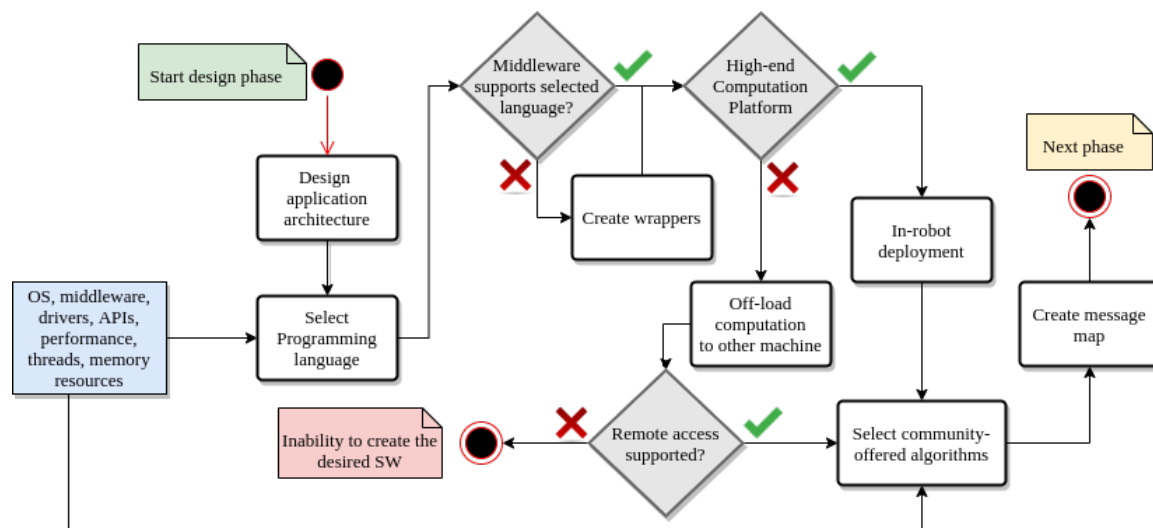 Start design phase
Design
application
architecture
OS, middleware,
drivers, APIs,
performance,
threads, memory
resources
Select
Programming
language
Middleware
supports selected
language?
Create wrappers
High-end
Computation
Platform
Off-load
computation
to other machine
In-robot
deployment
Remote access
supported?
Inability to create the
desired SW
Select community-
offered algorithms
Create message
map
Next phase